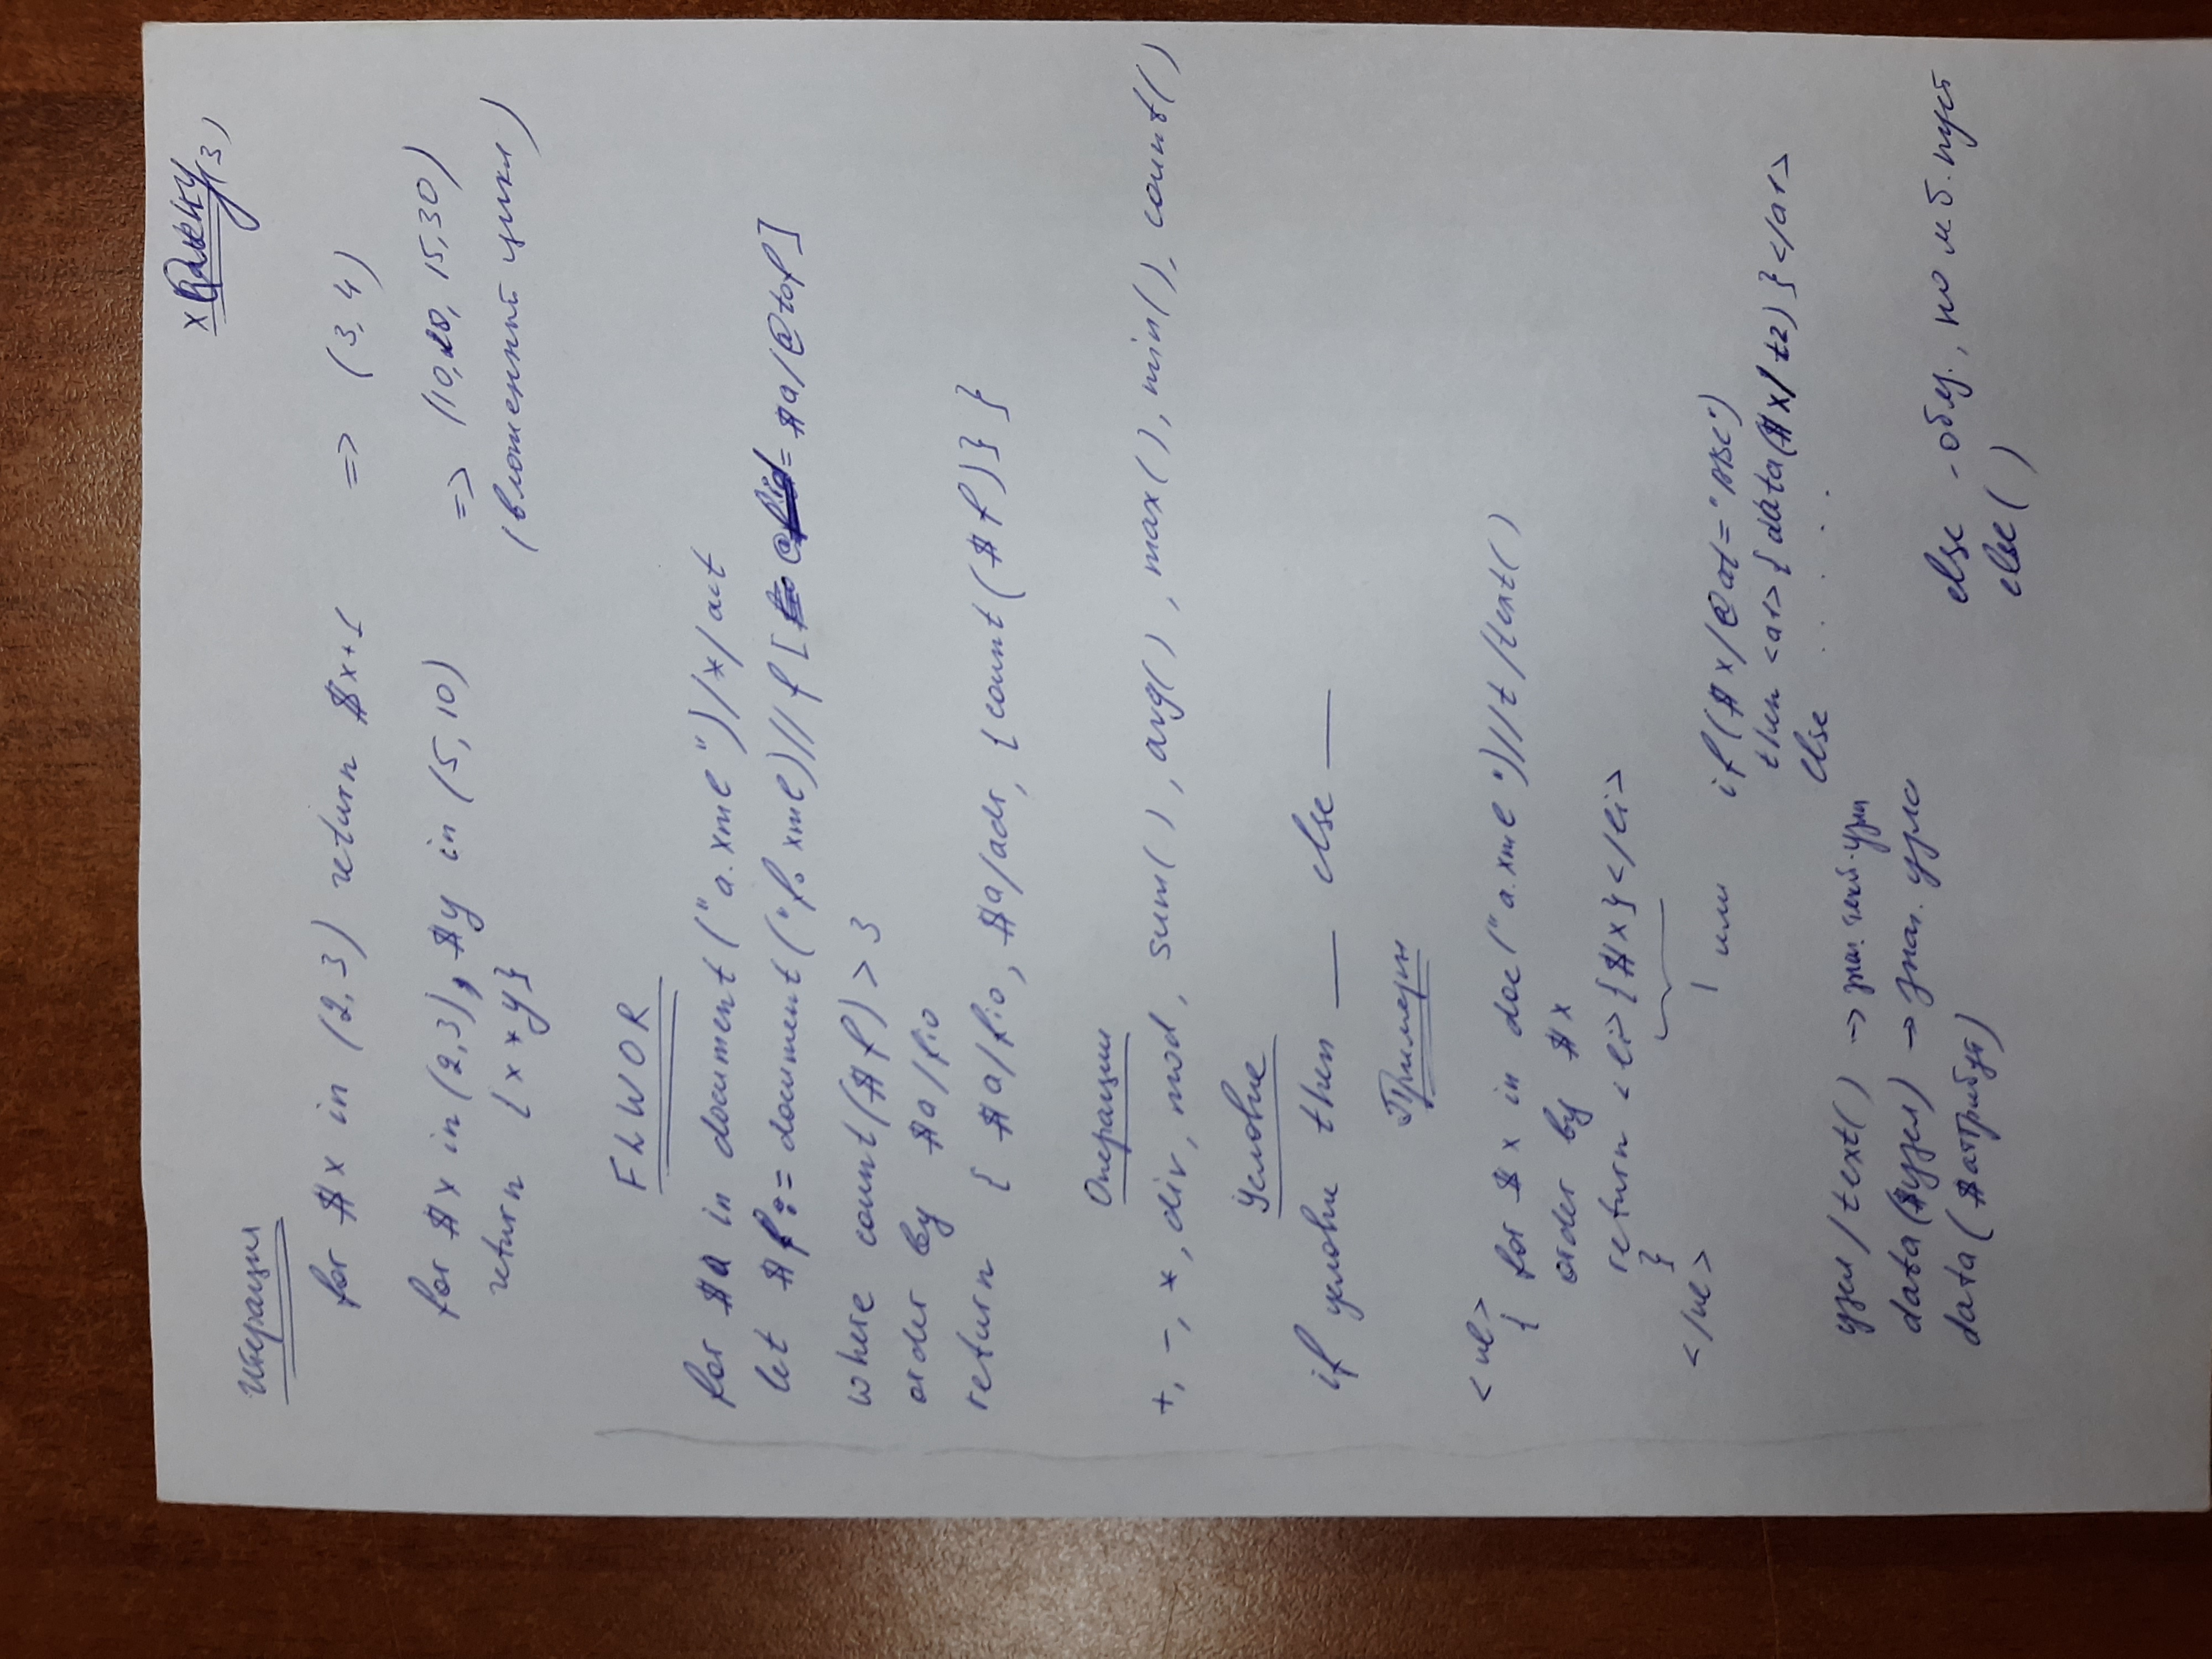 xQuery (3)
Итерация
for $x in (2,3) return $x+1 => (3,4)
for $x in (2,3), $y in (5,10) => (10,20, 15,30)
return {x*y} (вложенный цикл)
FLWOR
for $a in document("a.xml")/*/act
let $f:= document("f.xml)//f[@fid= $a/@tof]
where count($f) > 3
order by $a/fio
return { $a/fio, $a/adr, {count($f)} }
Операции
+, -, *, div, mod, sum(), avg(), max(), min(), count()
Условие
if условие then ___ else ___
Примеры
<ul>
{ for $x in doc("a.xml")//t/text()
order by $x
return <li>{$x}</li>
}
</ul>
или if($x/@at="ABC")
then <a1>{data($x/t2)}</a1>
else ......
узел/text() -> знач. текст. узла
data($узел) -> знач. узла
data($аттрибут)
else - обяз., но м.б. пуст
else()